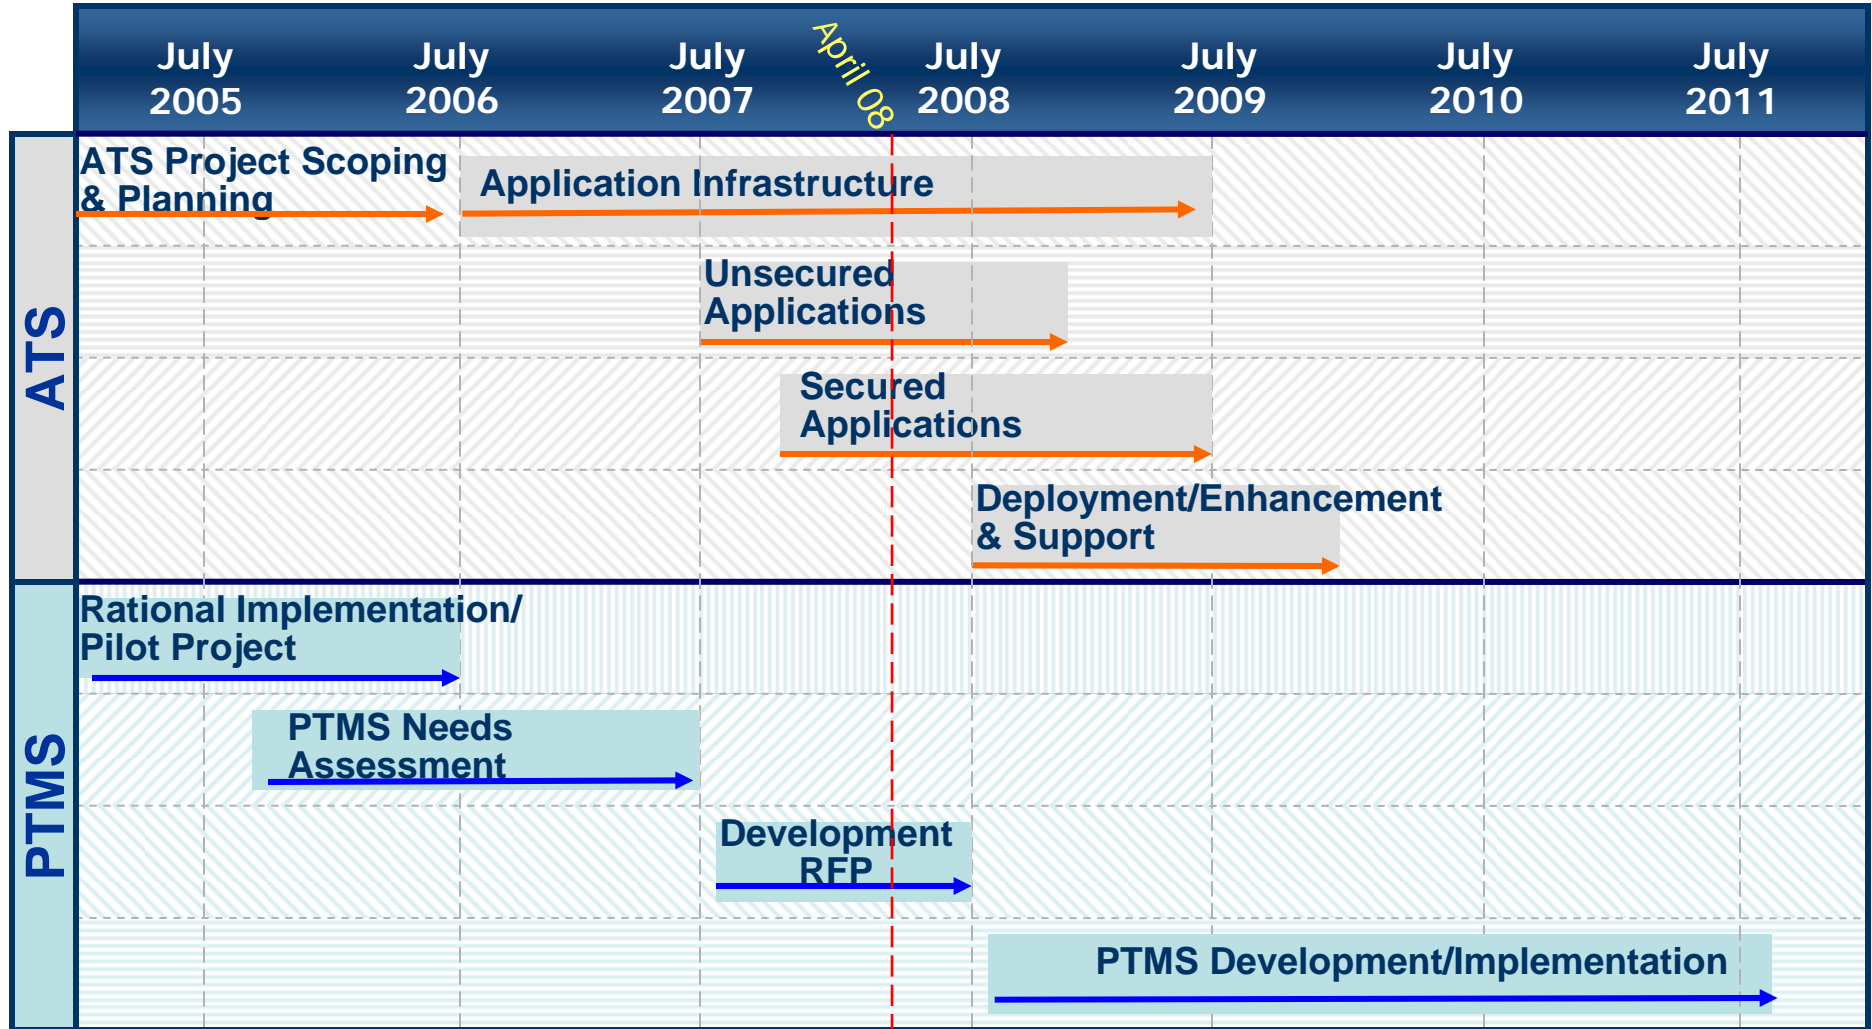 July
2005
July
2006
July
2007
April 08
July
2008
July
2009
July
2010
July
2011
ATS
ATS Project Scoping
& Planning
Application Infrastructure
Unsecured
Applications
Secured
Applications
Deployment/Enhancement
& Support
PTMS
Rational Implementation/
Pilot Project
PTMS Needs
Assessment
Development
RFP
PTMS Development/Implementation